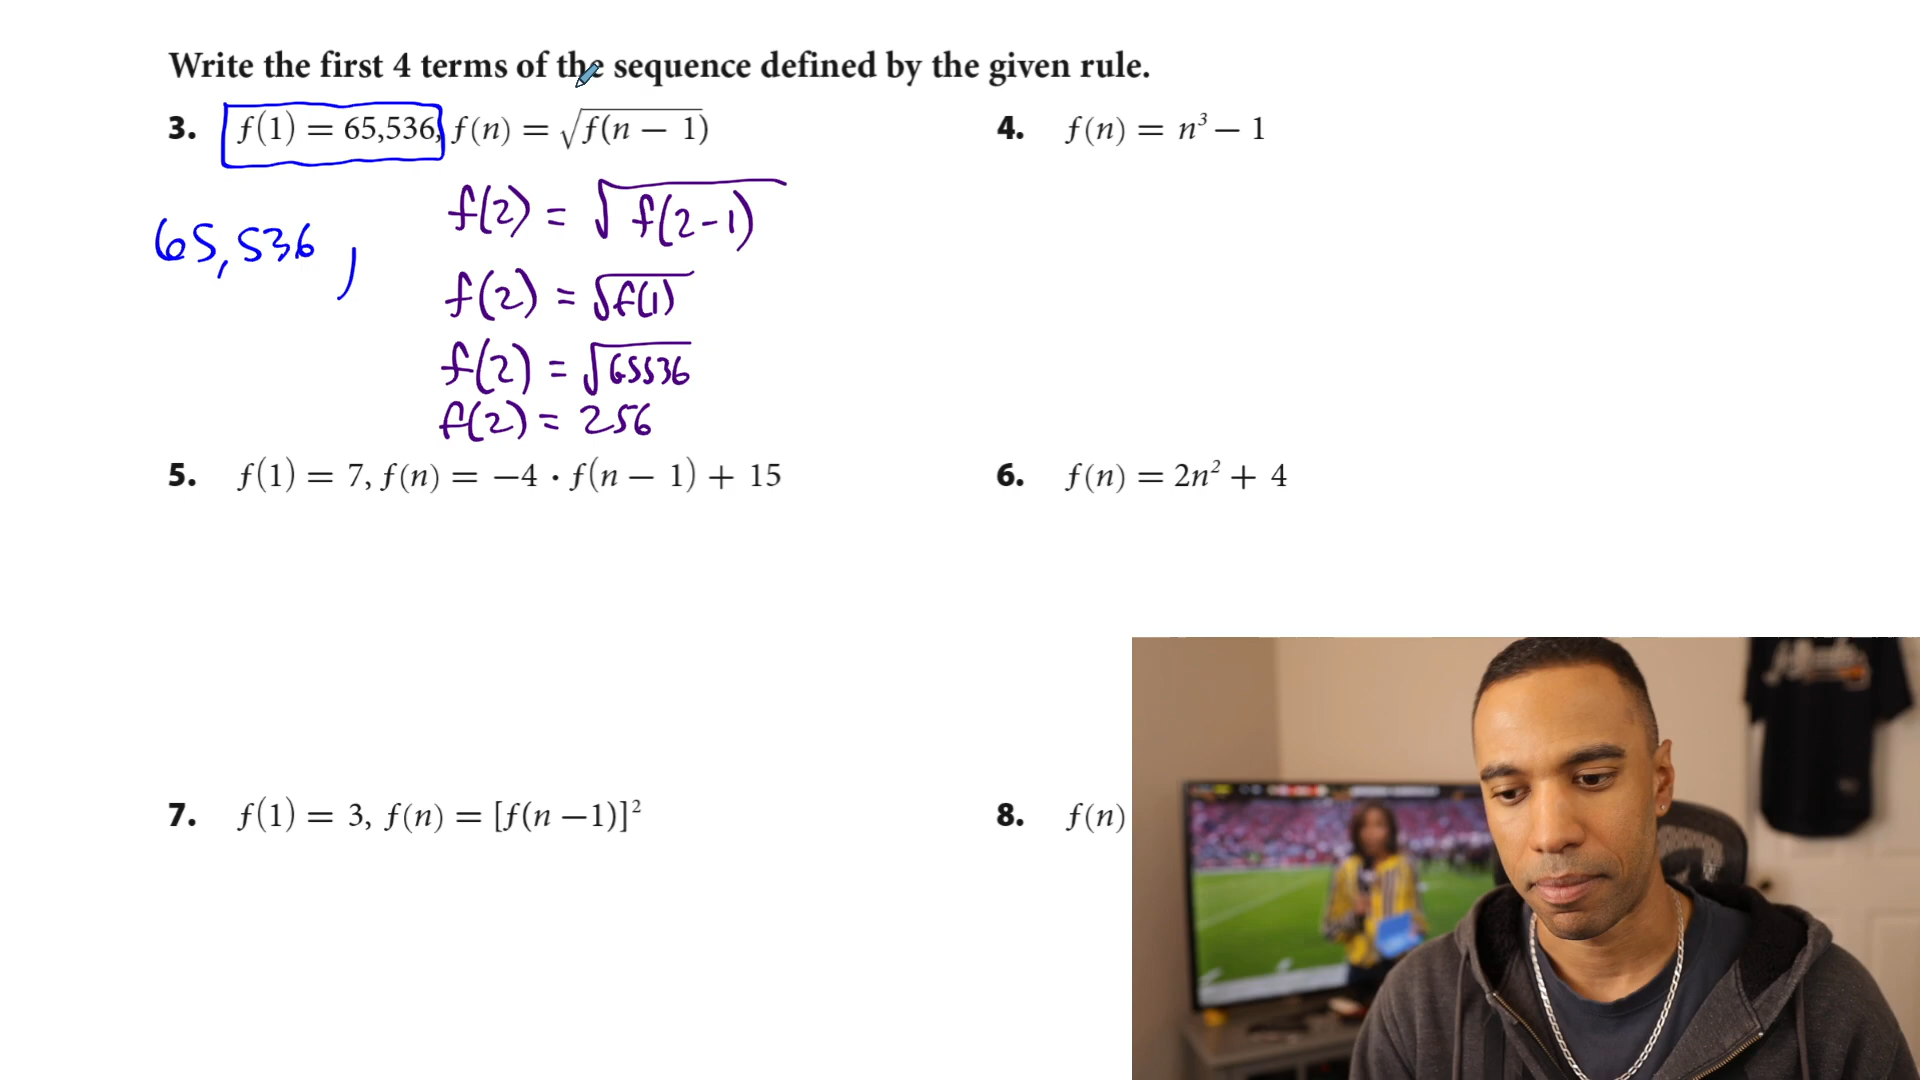 Write the first 4 terms of the sequence defined by the given rule.
3. f(1) = 65,536, f(n) = √f(n − 1)
4. f(n) = n³ − 1
f(2) = √f(2-1)
65,536 ,
f(2) = √f(1)
f(2) = √65536
f(2) = 256
5. f(1) = 7, f(n) = −4 · f(n − 1) + 15
6. f(n) = 2n² + 4
7. f(1) = 3, f(n) = [f(n −1)]²
8. f(n)